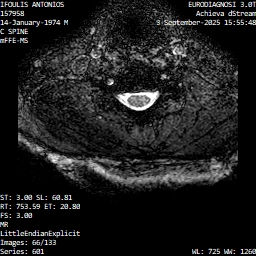 IFOULIS ANTONIOS
157958
14-January-1974 M
C SPINE
mFFE-MS
EURODIAGNOSI 3.0T
Achieva dStream
3-September-2025 15:55:48
ST: 3.00 SL: 60.81
RT: 753.59 ET: 20.80
FS: 3.00
MR
LittleEndianExplicit
Images: 66/133
Series: 601
WL: 725 WW: 1260